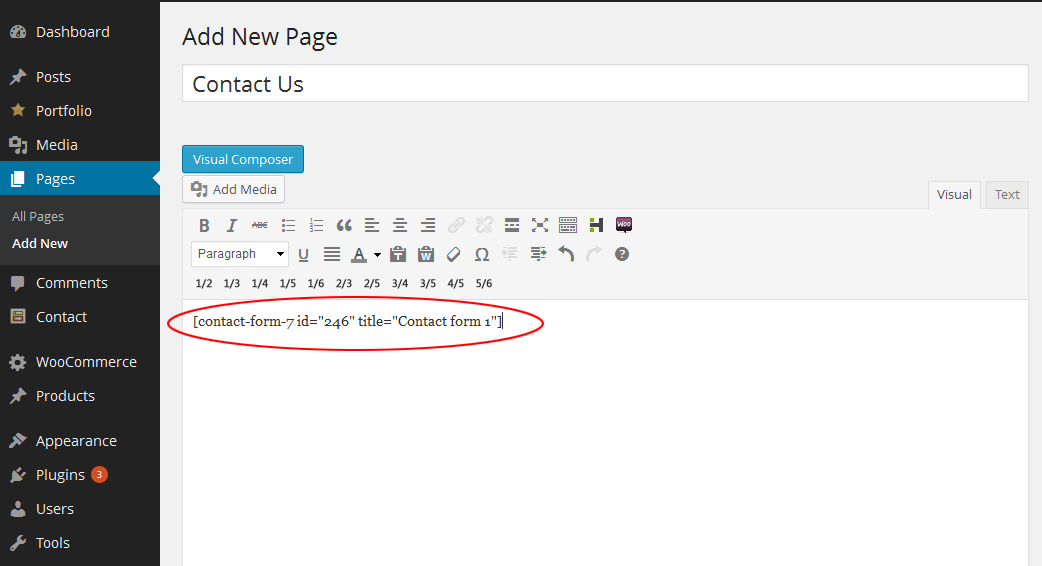 Dashboard
Posts
Portfolio
Media
Pages
All Pages
Add New
Comments
Contact
WooCommerce
Products
Appearance
Plugins 3
Users
Tools
Add New Page
Contact Us
Visual Composer
Add Media
Visual Text
B I ABC Woo
Paragraph U A T W Ω ?
1/2 1/3 1/4 1/5 1/6 2/3 2/5 3/4 3/5 4/5 5/6
[contact-form-7 id="246" title="Contact form 1"]